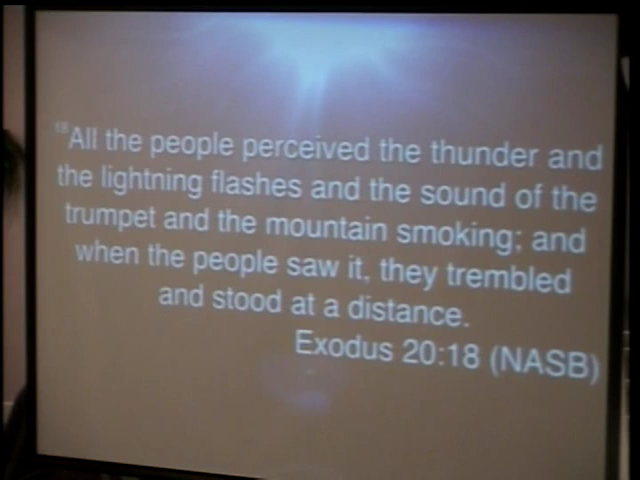 18All the people perceived the thunder and
the lightning flashes and the sound of the
trumpet and the mountain smoking; and
when the people saw it, they trembled
and stood at a distance.
Exodus 20:18 (NASB)